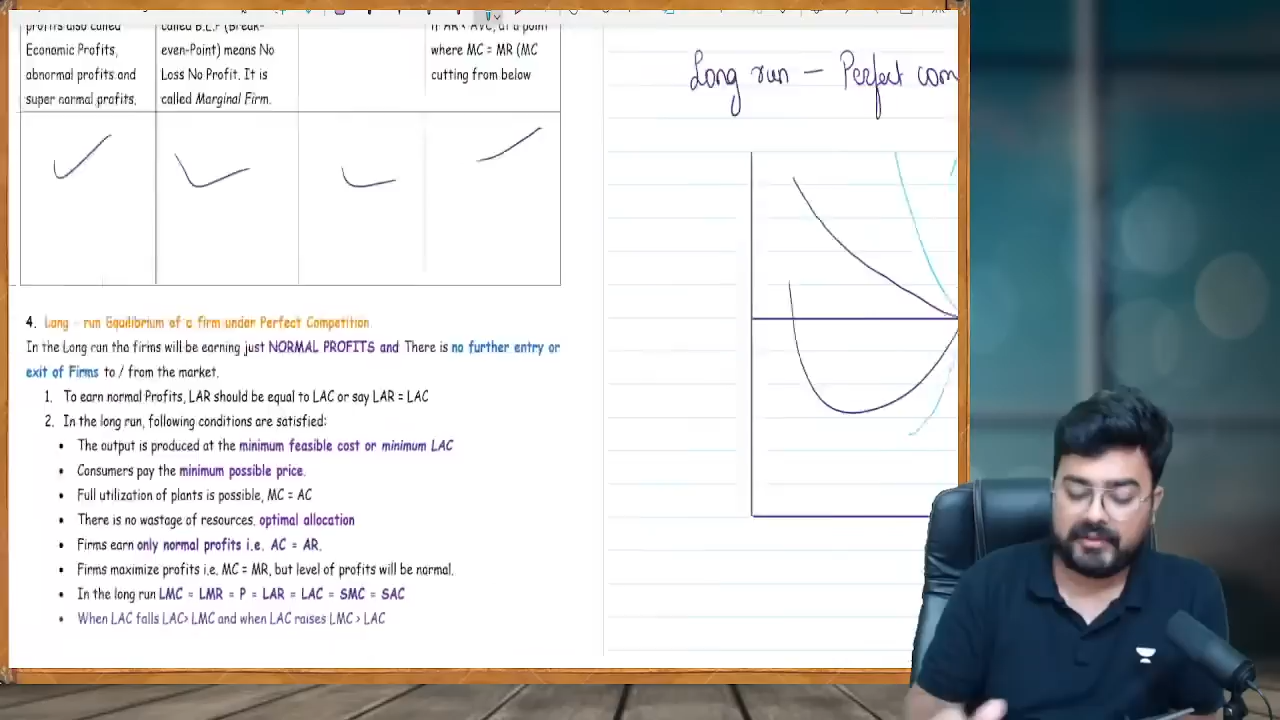 profits also called
Economic Profits,
abnormal profits and
super normal profits,
called B.E.P (Break-
even-Point) means No
Loss No Profit. It is
called Marginal Firm.
If AR < AVC, at a point
where MC = MR (MC
cutting from below
Long run — Perfect com
4. Long - run Equilibrium of a firm under Perfect Competition
In the Long run the firms will be earning just NORMAL PROFITS and There is no further entry or
exit of Firms to / from the market.
1. To earn normal Profits, LAR should be equal to LAC or say LAR = LAC
2. In the long run, following conditions are satisfied:
• The output is produced at the minimum feasible cost or minimum LAC
• Consumers pay the minimum possible price.
• Full utilization of plants is possible, MC = AC
• There is no wastage of resources, optimal allocation
• Firms earn only normal profits i.e. AC = AR.
• Firms maximize profits i.e. MC = MR, but level of profits will be normal.
• In the long run LMC = LMR = P = LAR = LAC = SMC = SAC
• When LAC falls LAC> LMC and when LAC raises LMC > LAC